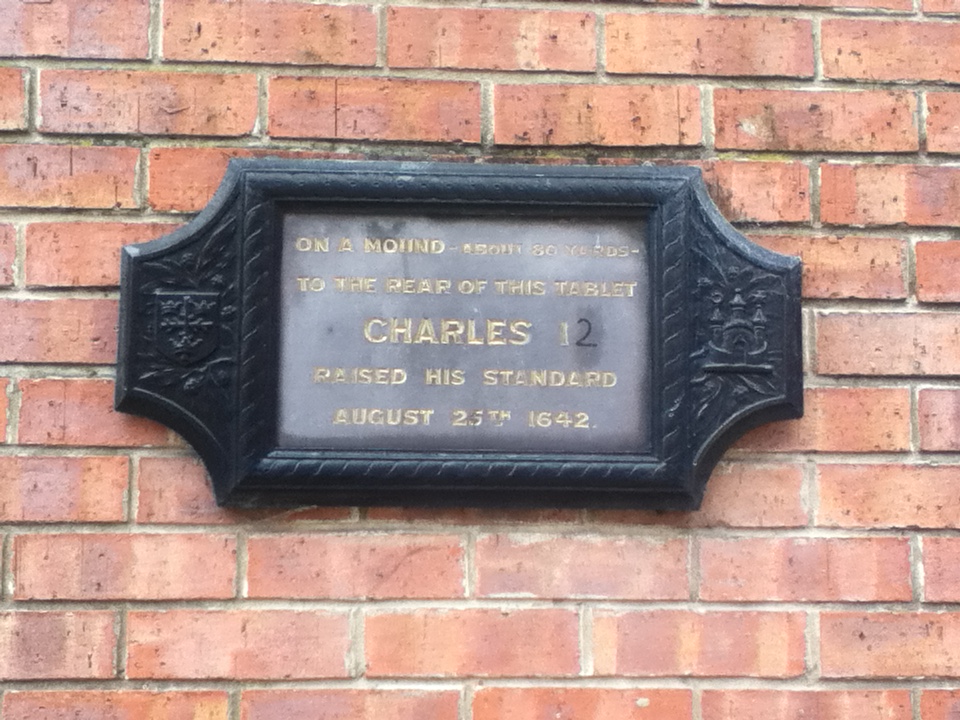 ON A MOUND - ABOUT 80 YARDS -
TO THE REAR OF THIS TABLET
CHARLES 12
RAISED HIS STANDARD
AUGUST 25TH 1642.